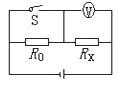 S V
R₀ Rₓ